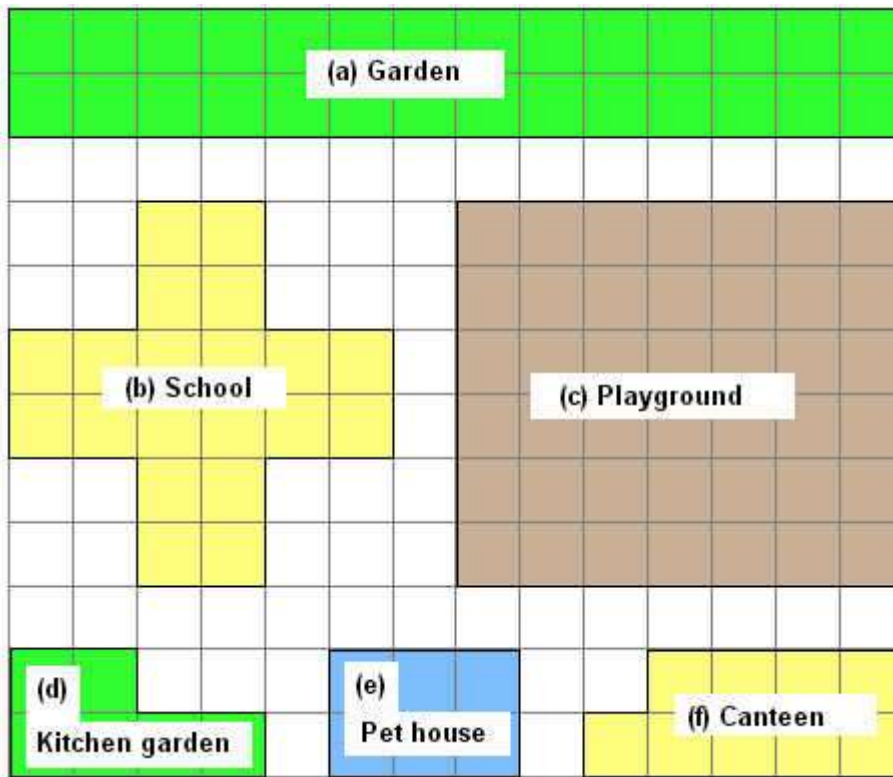 (a) Garden
(b) School
(c) Playground
(d)
Kitchen garden
(e)
Pet house
(f) Canteen